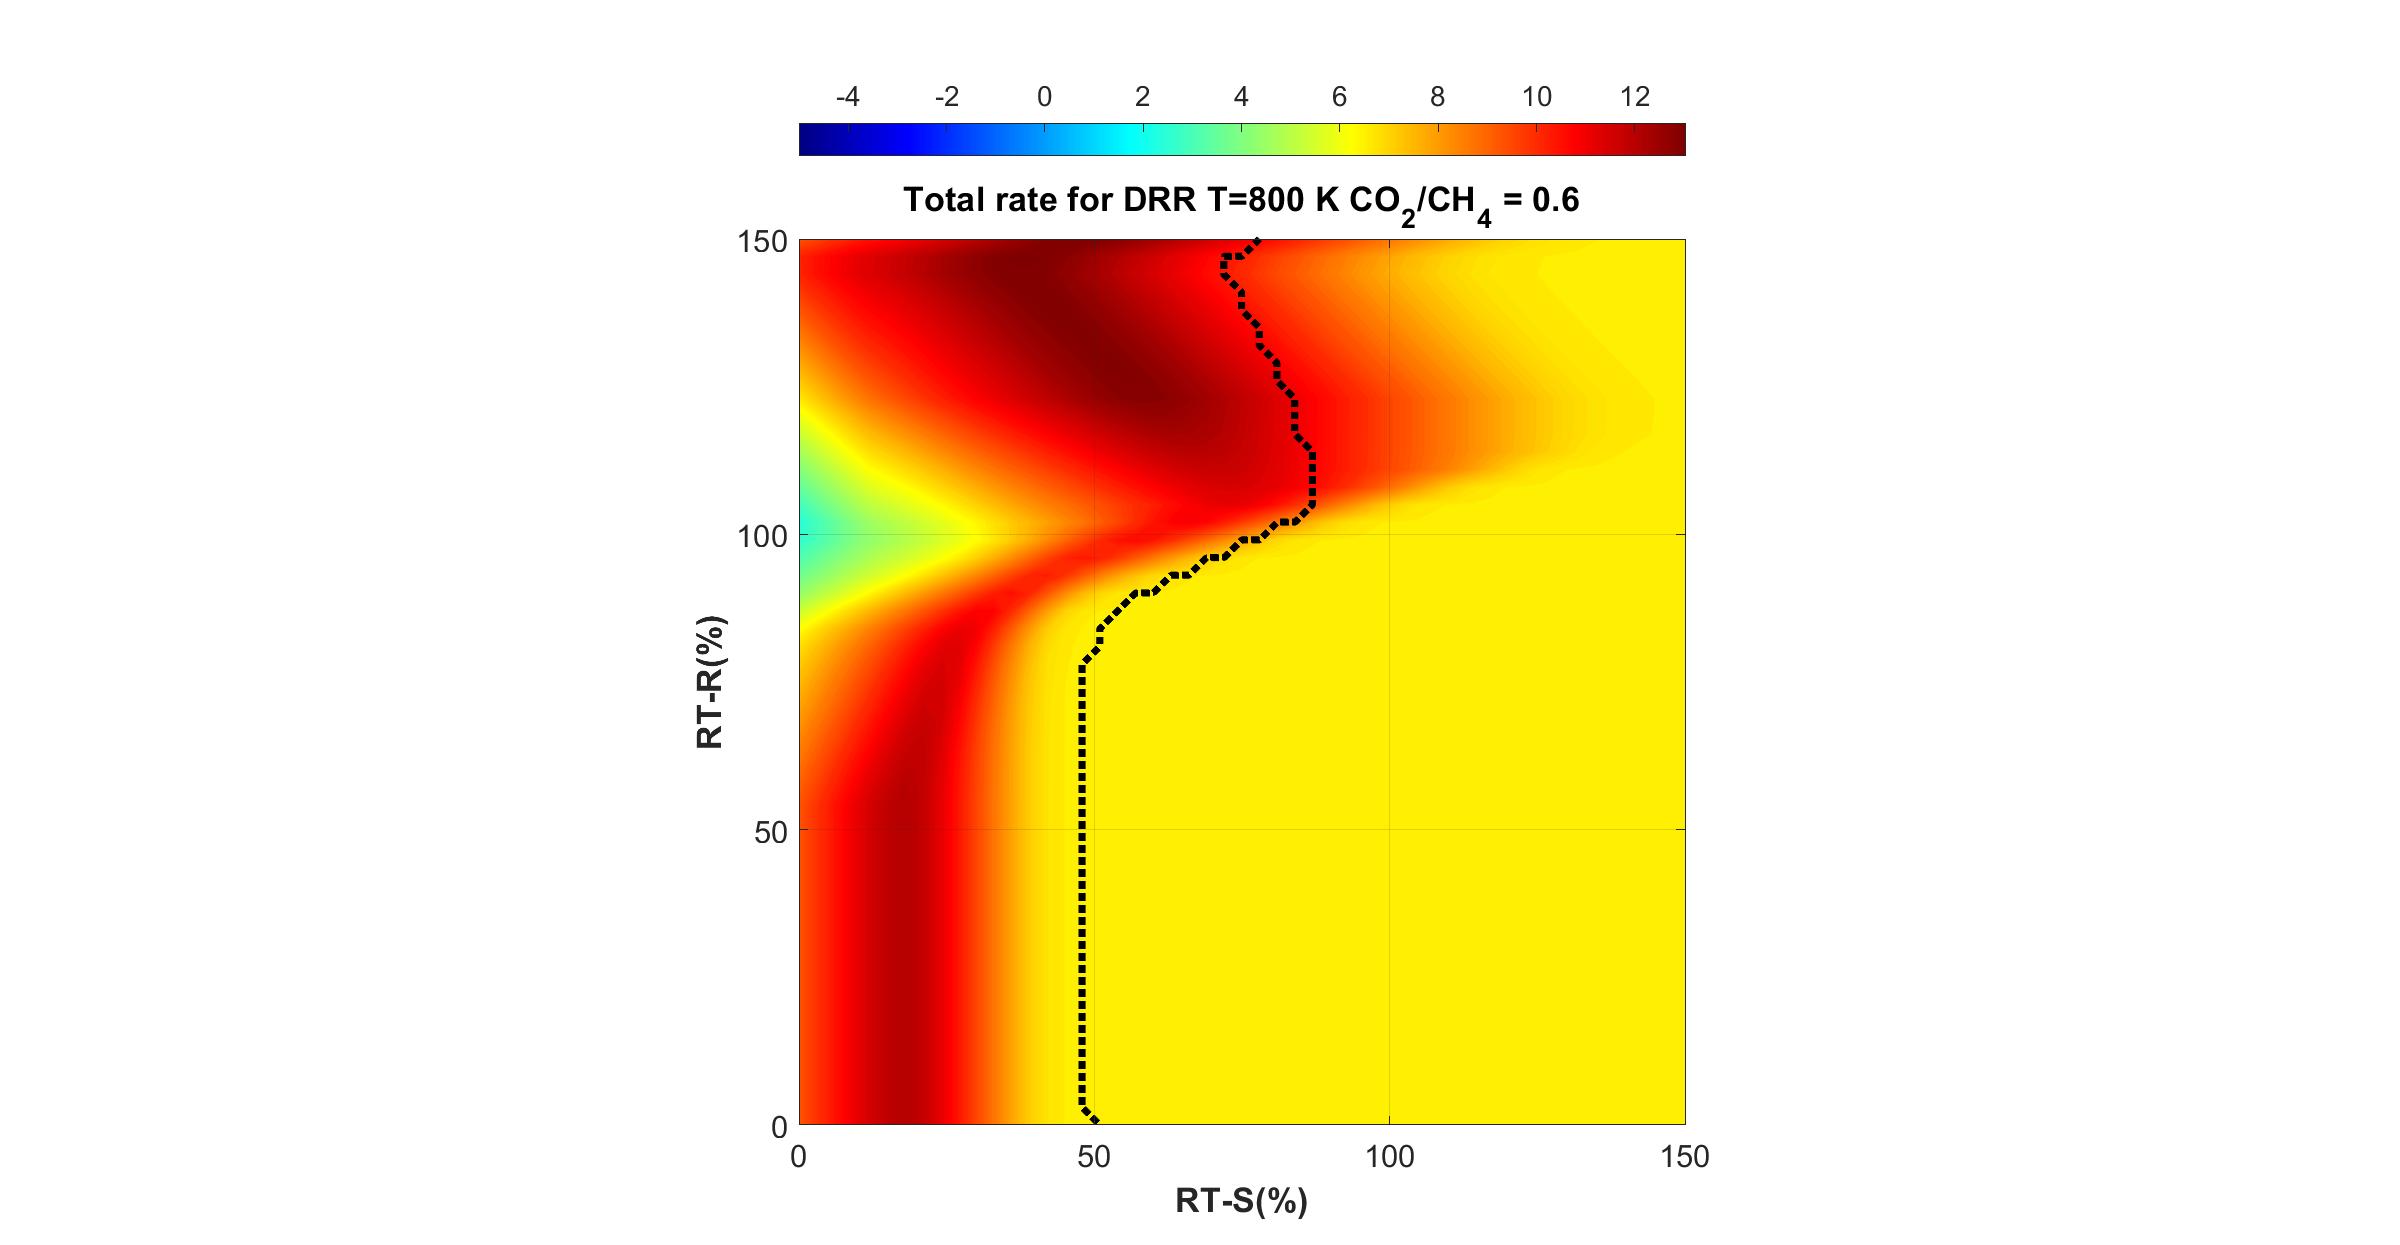 -4 -2 0 2 4 6 8 10 12
Total rate for DRR T=800 K CO₂/CH₄ = 0.6
150
100
50
0
RT-R(%)
0 50 100 150
RT-S(%)